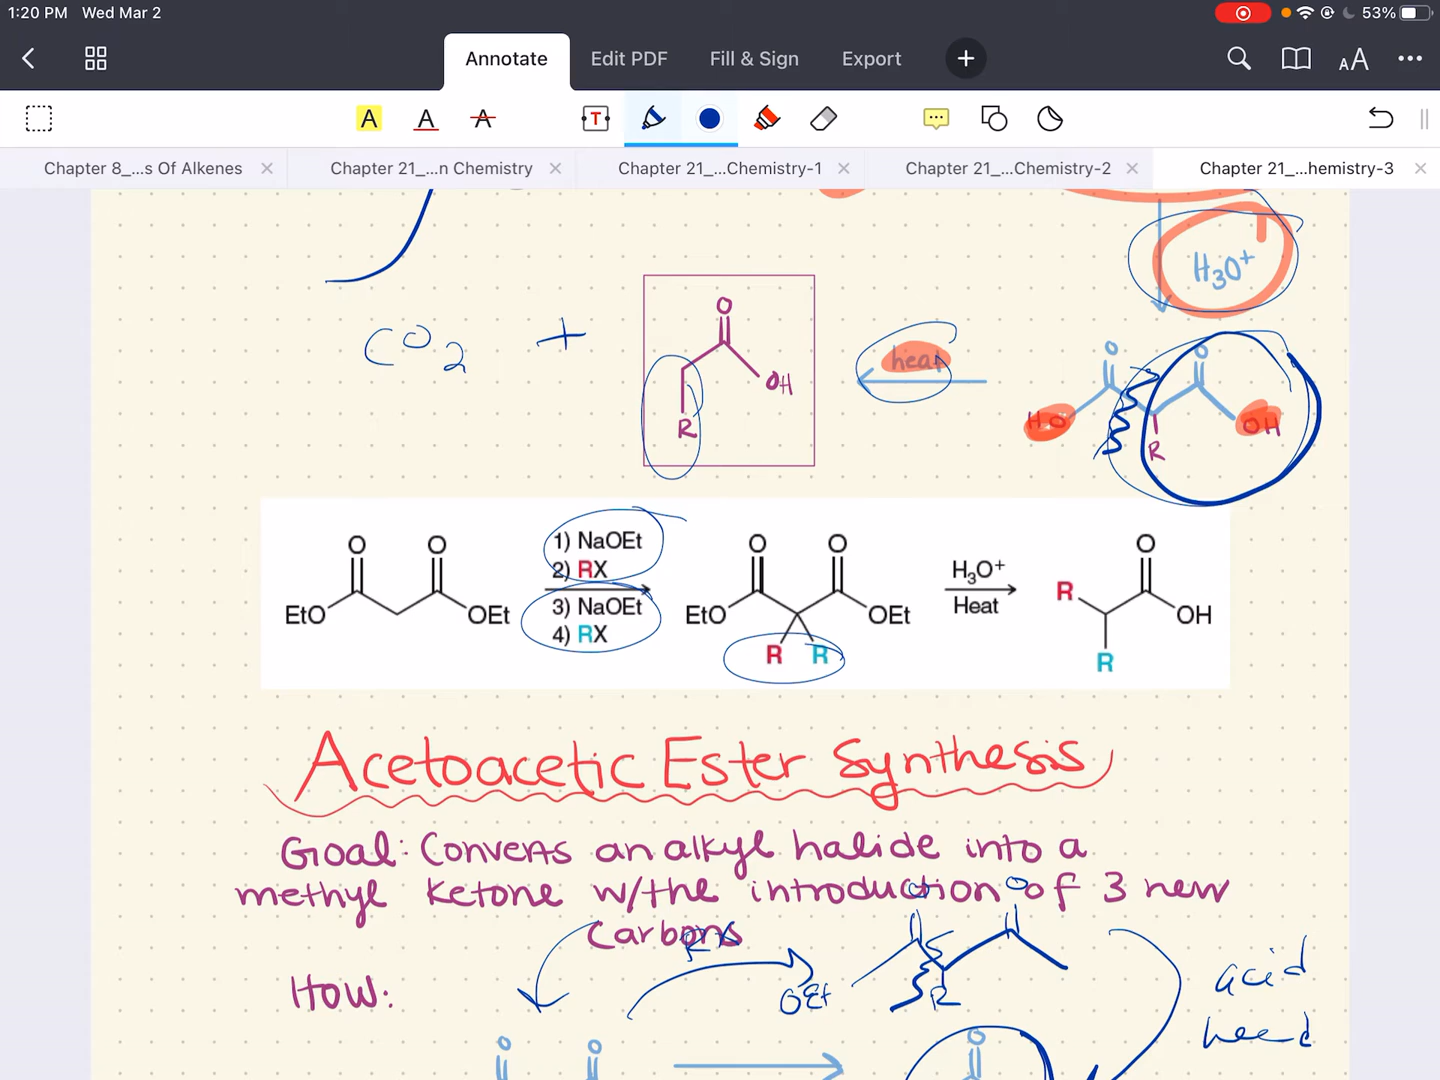 1:20 PM Wed Mar 2
53%
Annotate
Edit PDF
Fill & Sign
Export
A A A
T
AA
Chapter 8_...s Of Alkenes
Chapter 21_...n Chemistry
Chapter 21_...Chemistry-1
Chapter 21_...Chemistry-2
Chapter 21_...hemistry-3
H3O+
CO2 +
O
OH
R
heat
O O
HO OH
R
O O
EtO OEt
1) NaOEt
2) RX
3) NaOEt
4) RX
O O
EtO OEt
R R
H3O+
Heat
O
R OH
R
Acetoacetic Ester Synthesis
Goal: Converts an alkyl halide into a
methyl ketone w/the introduction of 3 new
Carbons
RX
O O
OEt
R
acid
How:
O O
O